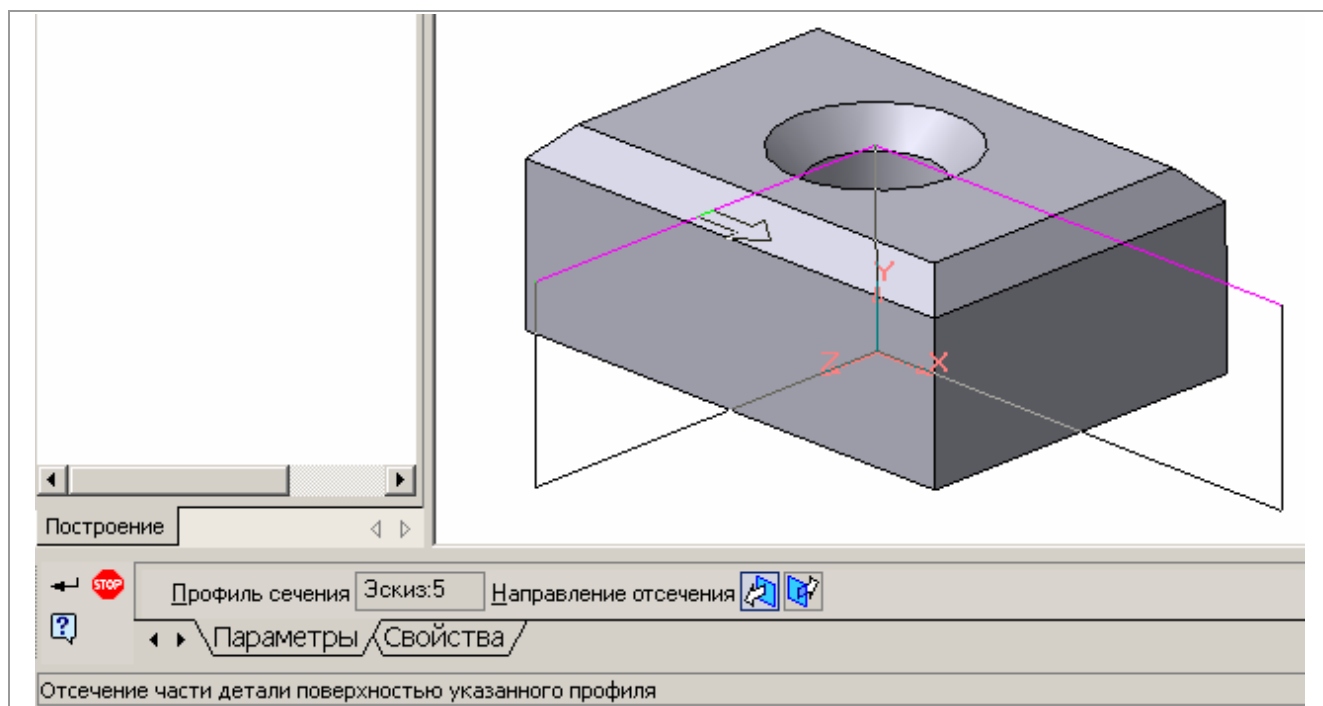 Y
Z X
Построение
STOP Профиль сечения Эскиз:5 Направление отсечения
?
Параметры Свойства
Отсечение части детали поверхностью указанного профиля